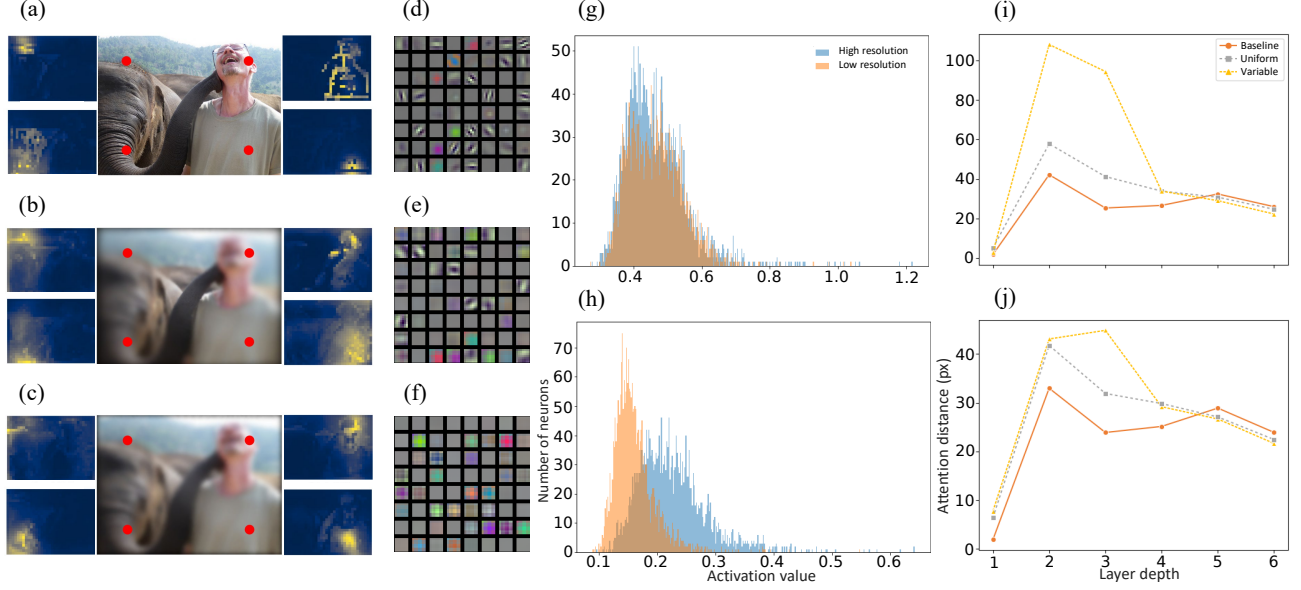 (a)
(d)
(g)
(i)
50
40
30
20
10
0
0.4
0.6
0.8
1.0
1.2
High resolution
Low resolution
100
80
60
40
20
0
Baseline
Uniform
Variable
(b)
(e)
(h)
(j)
70
60
50
40
30
20
10
0
Number of neurons
0.1
0.2
0.3
0.4
0.5
0.6
Activation value
40
30
20
10
0
Attention distance (px)
1
2
3
4
5
6
Layer depth
(c)
(f)